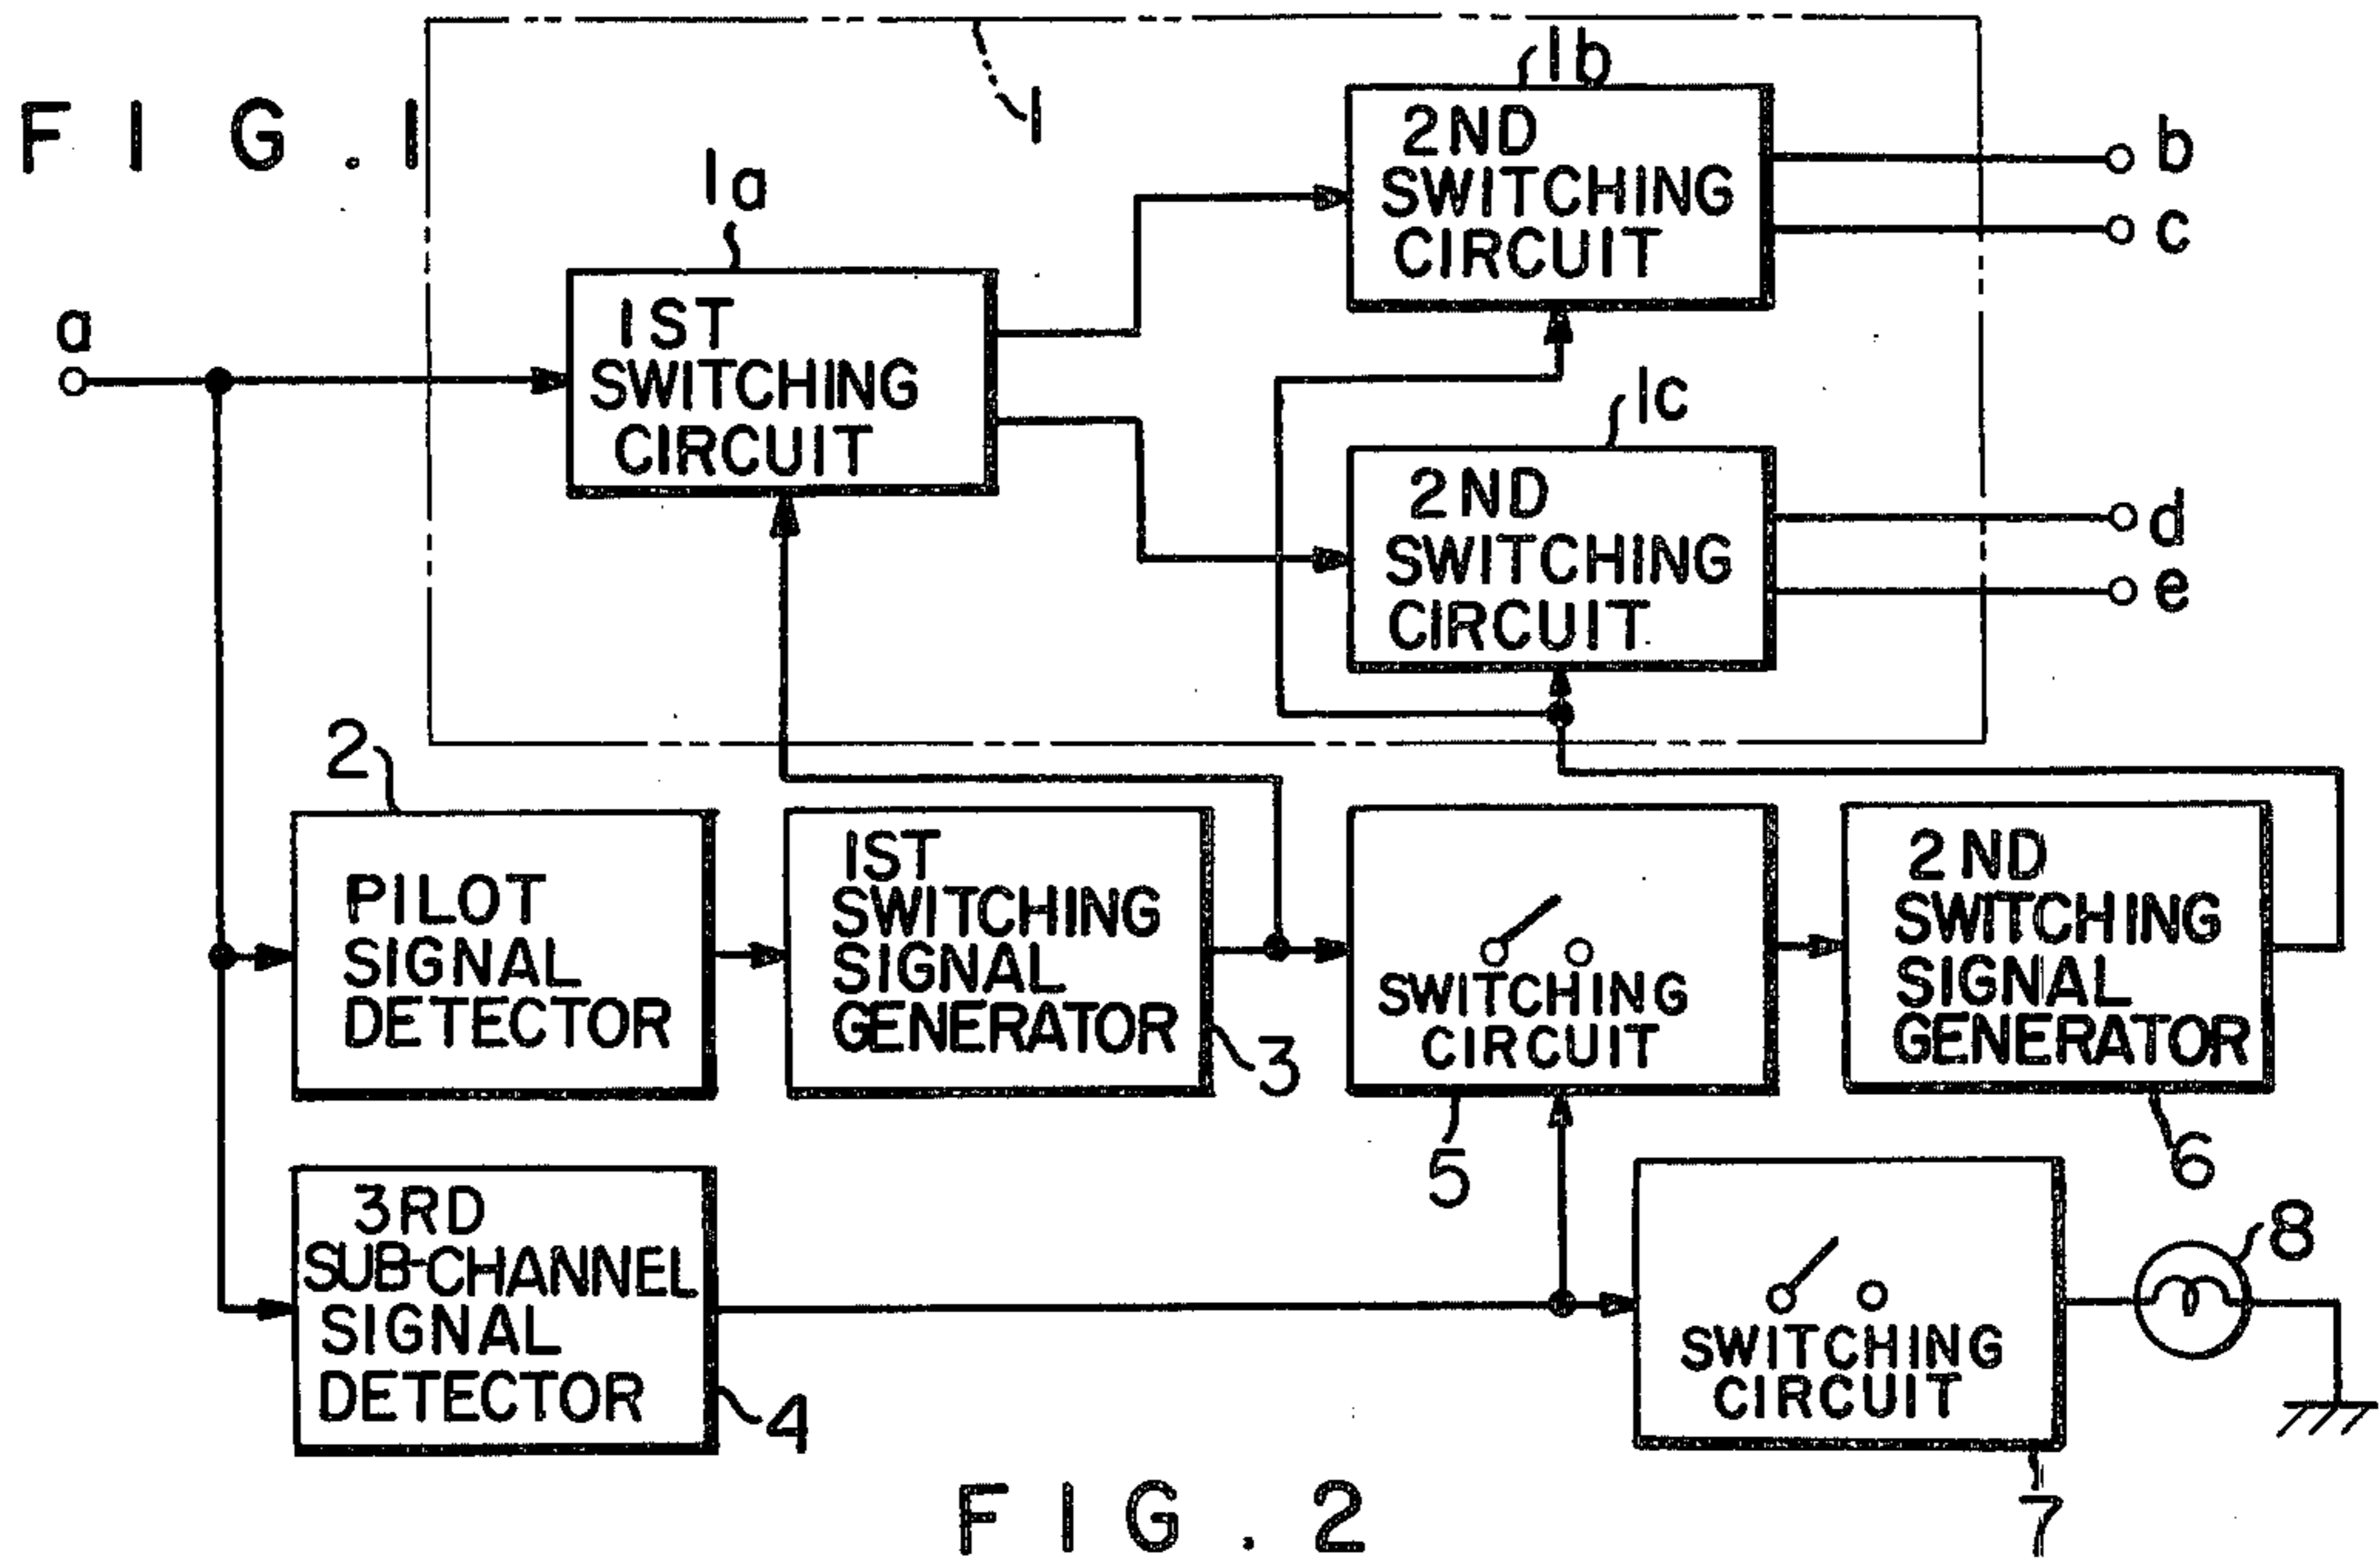 FIG.1
1
1a
1b
1c
a
b
c
d
e
1ST
SWITCHING
CIRCUIT
2ND
SWITCHING
CIRCUIT
2ND
SWITCHING
CIRCUIT
2
PILOT
SIGNAL
DETECTOR
1ST
SWITCHING
SIGNAL
GENERATOR
3
SWITCHING
CIRCUIT
5
2ND
SWITCHING
SIGNAL
GENERATOR
6
3RD
SUB-CHANNEL
SIGNAL
DETECTOR
4
SWITCHING
CIRCUIT
7
8
FIG.2